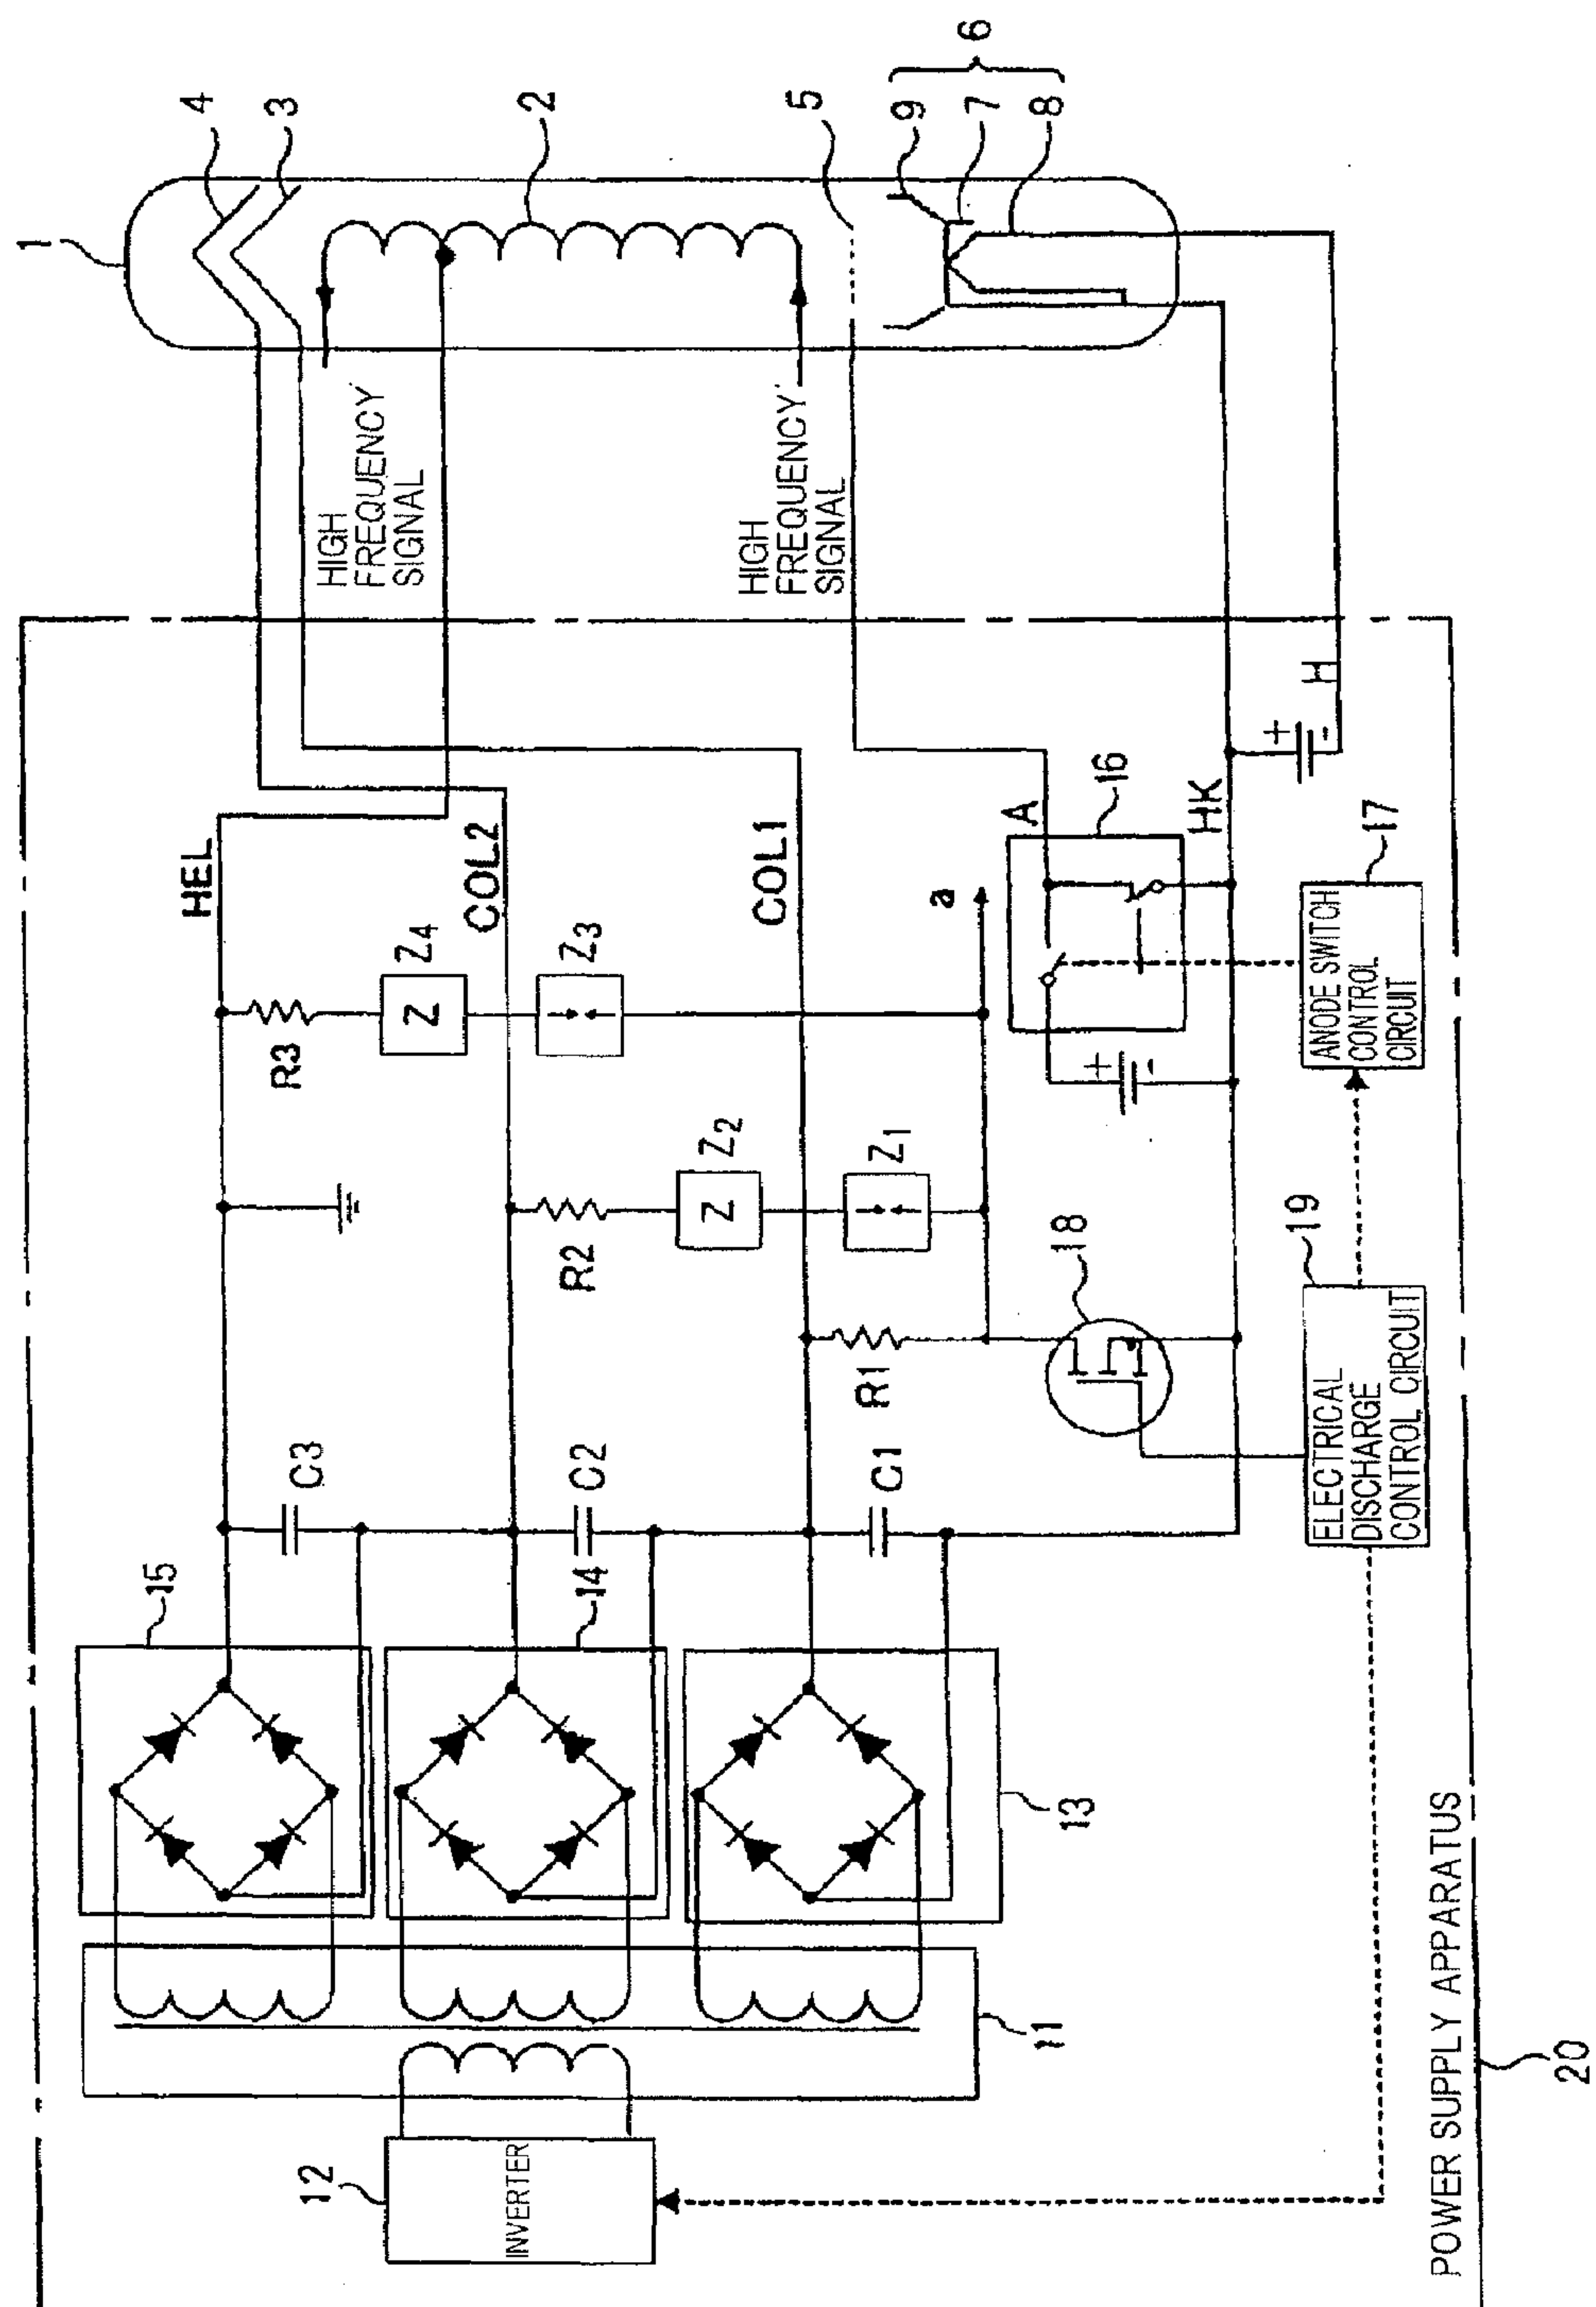 1
4
3
2
5
9
7
8
6
HIGH
FREQUENCY
SIGNAL
HIGH
FREQUENCY
SIGNAL
HEL
COL2
COL1
A
HK
H
16
a
Z4
Z
Z3
R3
Z2
Z
Z1
R2
R1
18
ANODE SWITCH
CONTROL
CIRCUIT
17
ELECTRICAL
DISCHARGE
CONTROL CIRCUIT
19
C3
C2
C1
15
14
13
11
12
INVERTER
+
-
+
-
POWER SUPPLY APPARATUS
20